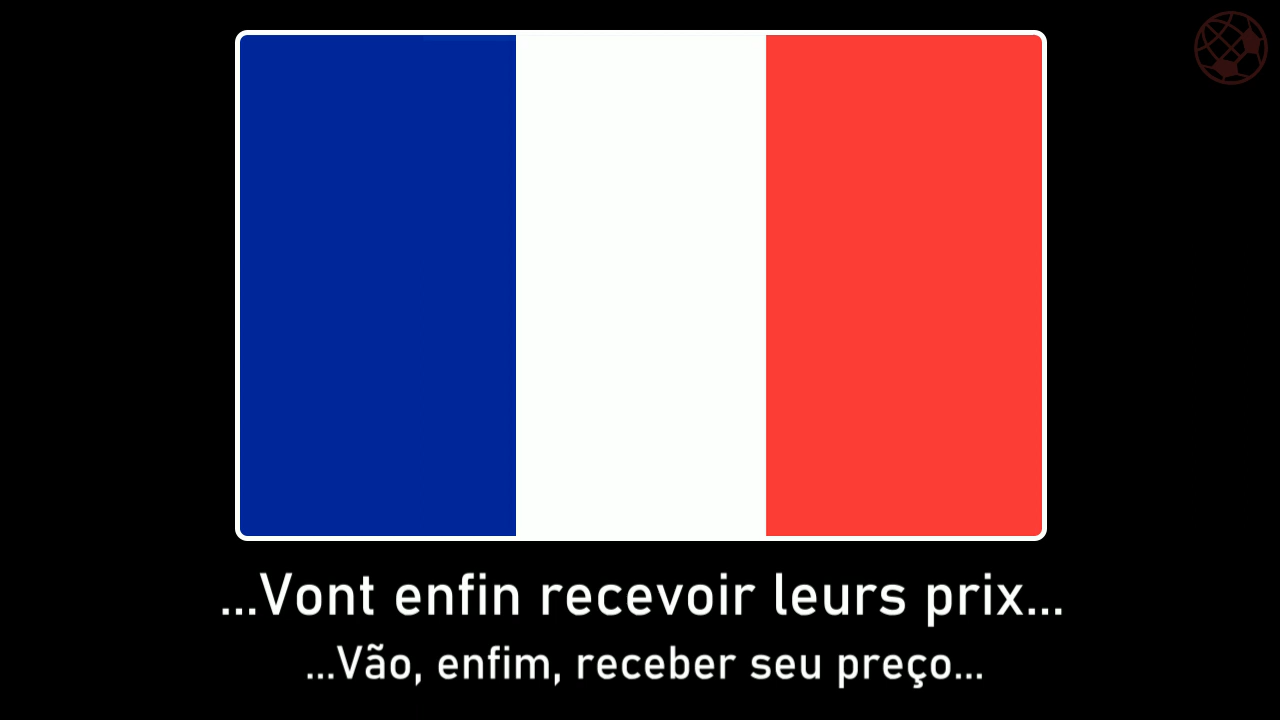 ...Vont enfin recevoir leurs prix...
...Vão, enfim, receber seu preço...